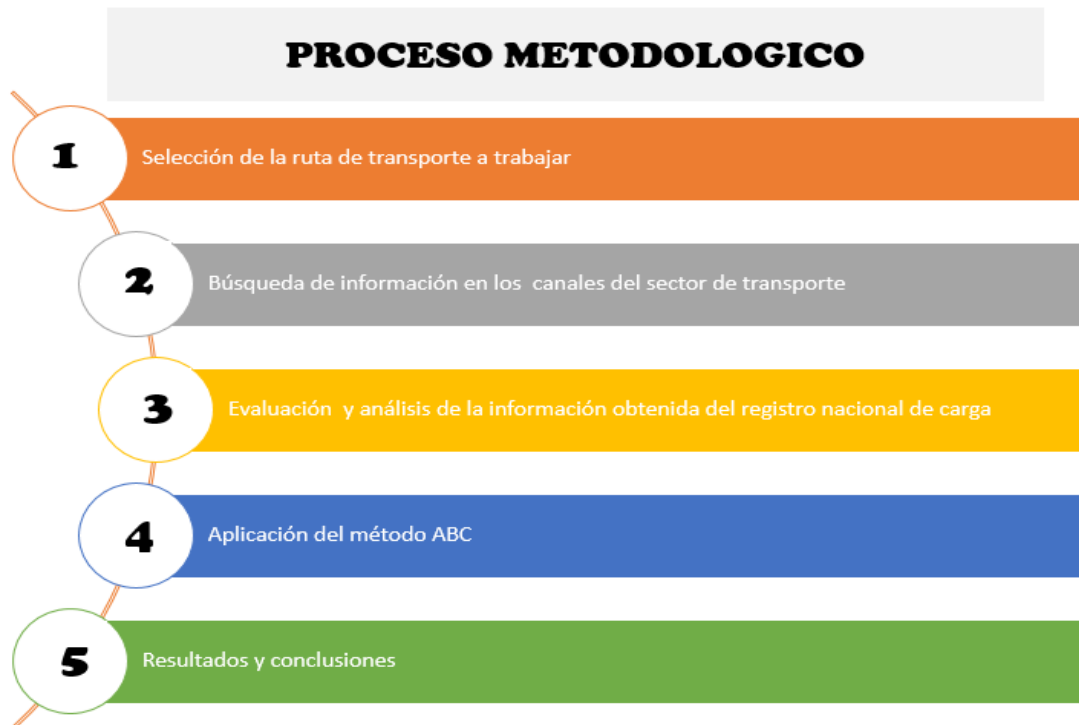 PROCESO METODOLOGICO
1
Selección de la ruta de transporte a trabajar
2
Búsqueda de información en los canales del sector de transporte
3
Evaluación y análisis de la información obtenida del registro nacional de carga
4
Aplicación del método ABC
5
Resultados y conclusiones